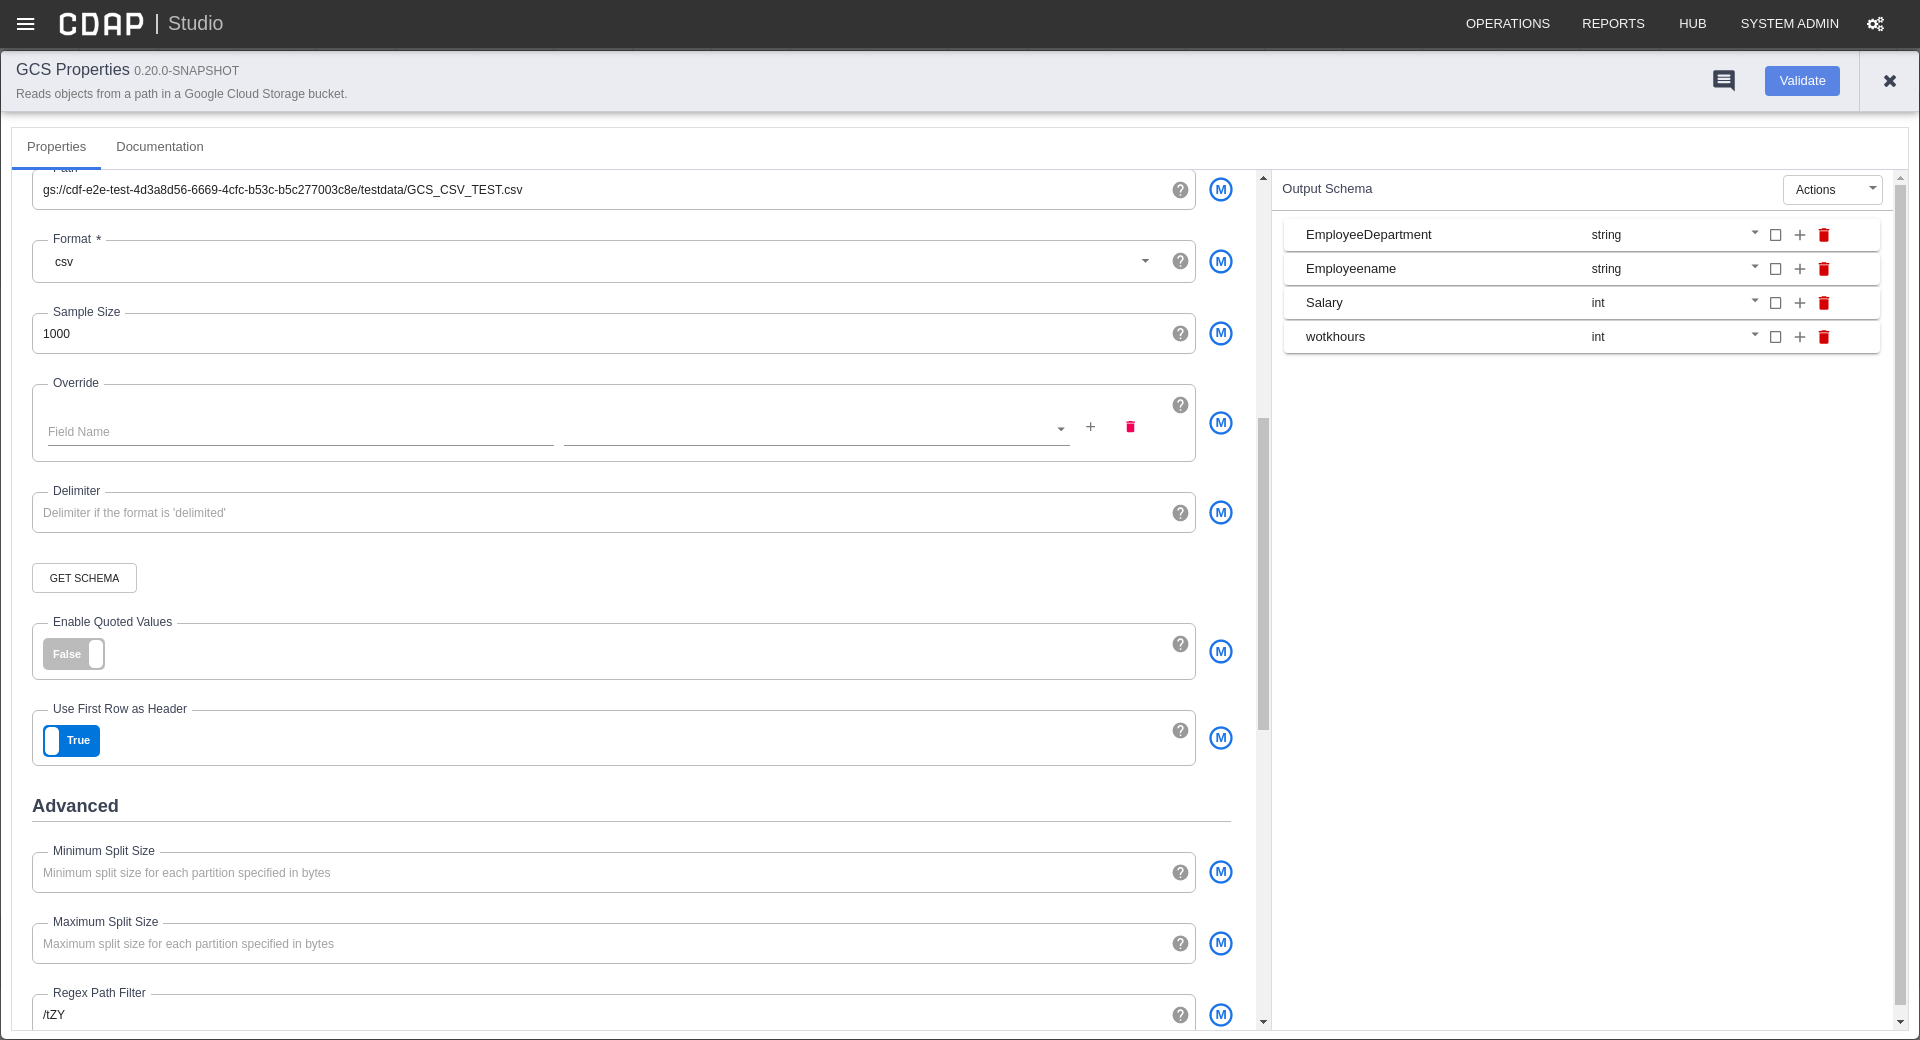 CDAP | Studio
OPERATIONS REPORTS HUB SYSTEM ADMIN
GCS Properties 0.20.0-SNAPSHOT
Reads objects from a path in a Google Cloud Storage bucket.
Validate
Properties Documentation
Path
gs://cdf-e2e-test-4d3a8d56-6669-4cfc-b53c-b5c277003c8e/testdata/GCS_CSV_TEST.csv
M
Format *
csv
M
Sample Size
1000
M
Override
Field Name
M
Delimiter
Delimiter if the format is 'delimited'
M
GET SCHEMA
Enable Quoted Values
False
M
Use First Row as Header
True
M
Advanced
Minimum Split Size
Minimum split size for each partition specified in bytes
M
Maximum Split Size
Maximum split size for each partition specified in bytes
M
Regex Path Filter
/tZY
M
Output Schema
Actions
EmployeeDepartment string
Employeename string
Salary int
wotkhours int